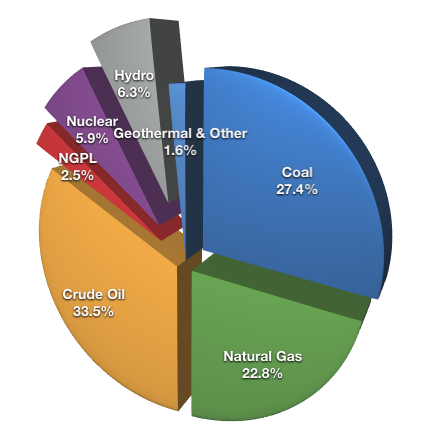 Hydro
6.3%
Nuclear
5.9%
Geothermal & Other
1.6%
NGPL
2.5%
Coal
27.4%
Crude Oil
33.5%
Natural Gas
22.8%